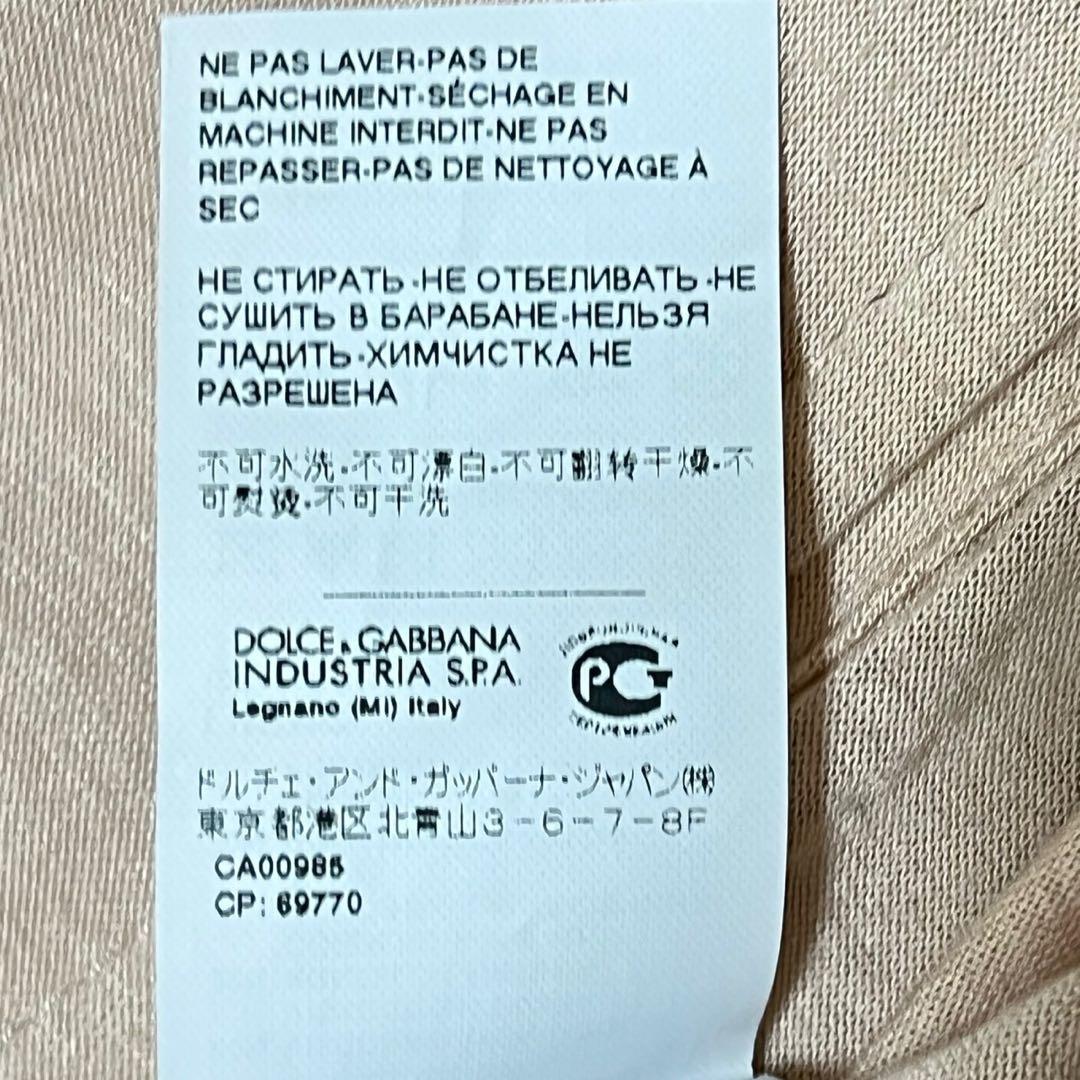 NE PAS LAVER-PAS DE
BLANCHIMENT-SÉCHAGE EN
MACHINE INTERDIT-NE PAS
REPASSER-PAS DE NETTOYAGE À
SEC
НЕ СТИРАТЬ-НЕ ОТБЕЛИВАТЬ-НЕ
СУШИТЬ В БАРАБАНЕ-НЕЛЬЗЯ
ГЛАДИТЬ-ХИМЧИСТКА НЕ
РАЗРЕШЕНА
不可水洗-不可漂白-不可翻转干燥-不
可熨烫-不可干洗
DOLCE & GABBANA
INDUSTRIA S.P.A.
Legnano (MI) Italy
PG
ドルチェ・アンド・ガッバーナ・ジャパン(株)
東京都港区北青山3-6-7-8F
CA00985
CP: 69770